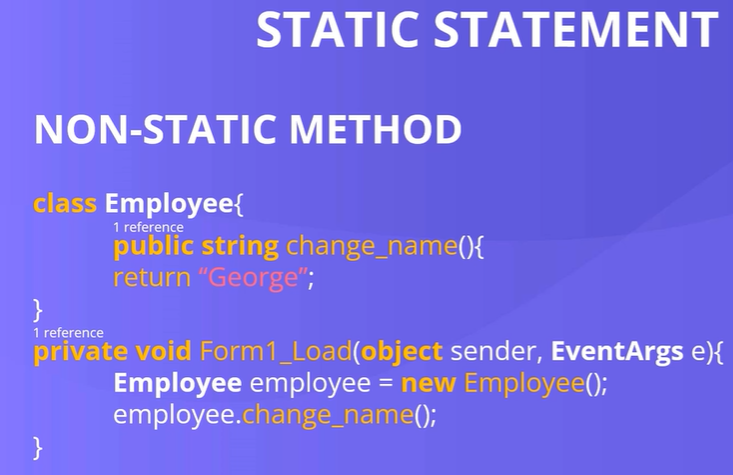 STATIC STATEMENT
NON-STATIC METHOD
class Employee{
1 reference
public string change_name(){
return “George”;
}
1 reference
private void Form1_Load(object sender, EventArgs e){
Employee employee = new Employee();
employee.change_name();
}